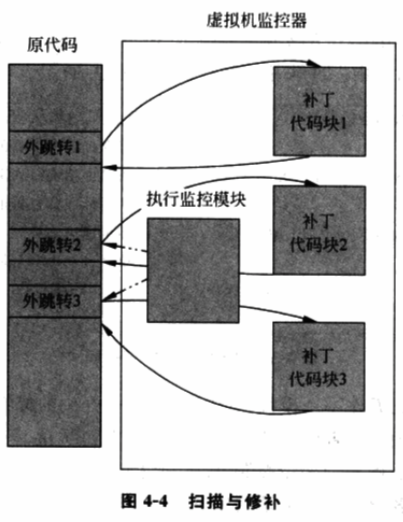 虚拟机监控器
原代码
补丁
代码块1
外跳转1
执行监控模块
补丁
代码块2
外跳转2
外跳转3
补丁
代码块3
图 4-4 扫描与修补